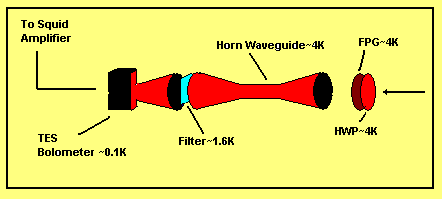 To Squid
Amplifier
Horn Waveguide~4K
FPG~4K
TES
Bolometer ~0.1K
Filter~1.6K
HWP~4K